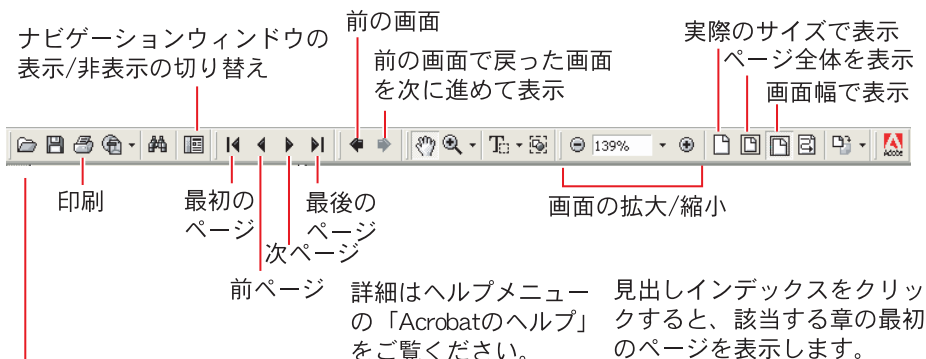 前の画面
実際のサイズで表示
ナビゲーションウィンドウの
表示/非表示の切り替え
前の画面で戻った画面
を次に進めて表示
ページ全体を表示
画面幅で表示
139%
Adobe
印刷
最初の
ページ
最後の
ページ
画面の拡大/縮小
次ページ
前ページ
詳細はヘルプメニュー
の「Acrobatのヘルプ」
をご覧ください。
見出しインデックスをクリッ
クすると、該当する章の最初
のページを表示します。